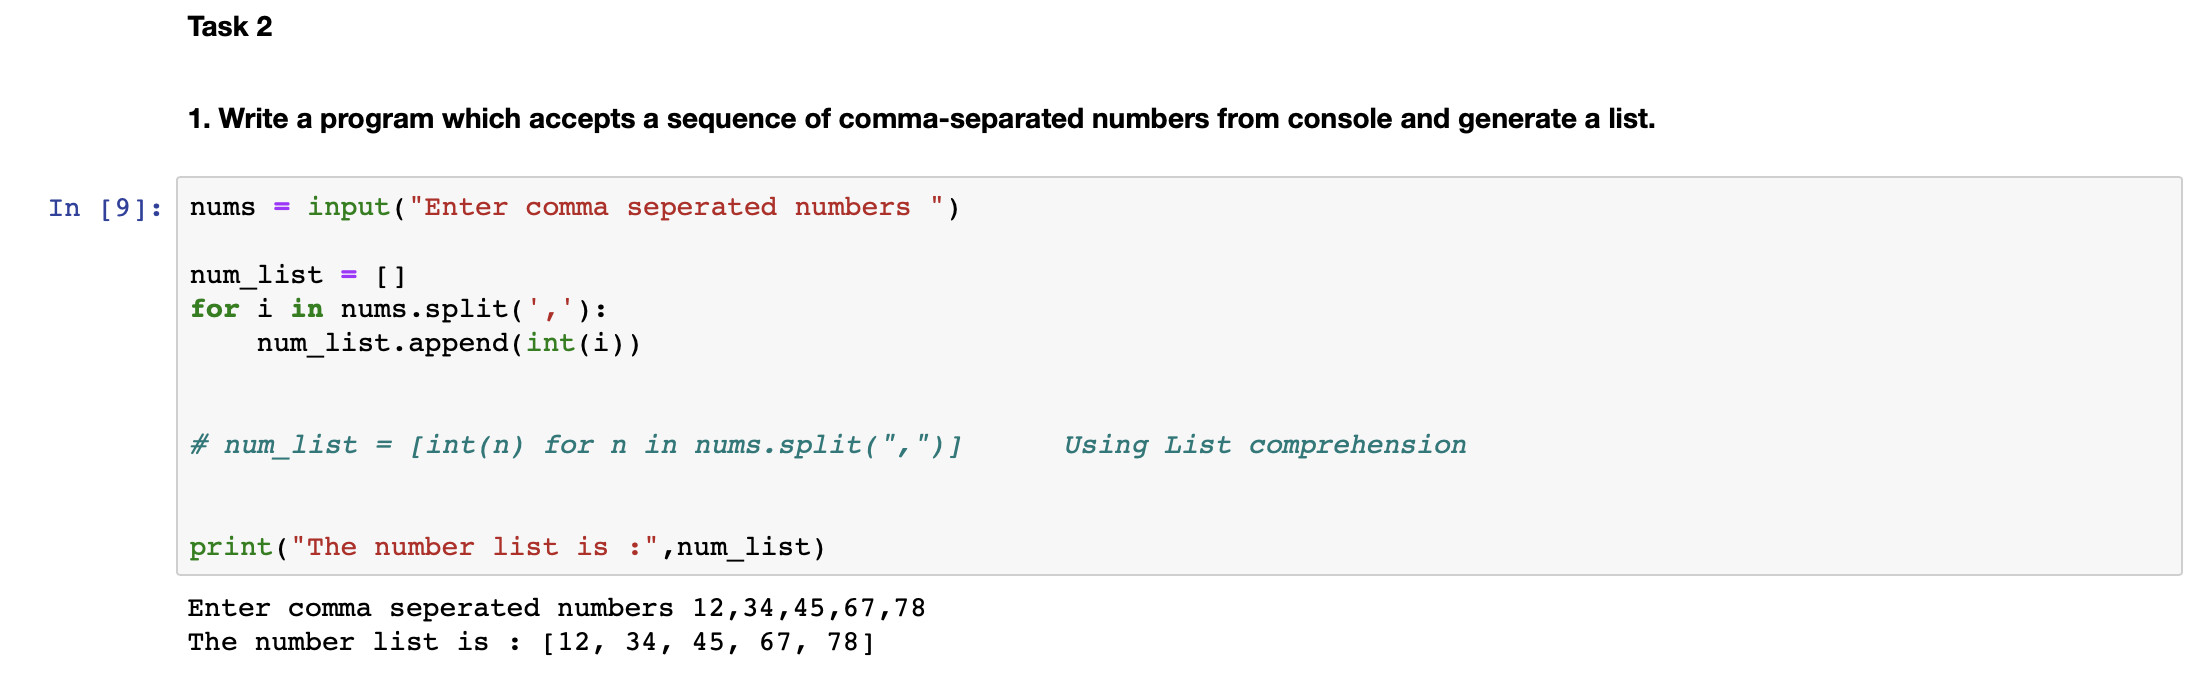 Task 2
1. Write a program which accepts a sequence of comma-separated numbers from console and generate a list.
In [9]: nums = input("Enter comma seperated numbers ")
num_list = []
for i in nums.split(','):
    num_list.append(int(i))
# num_list = [int(n) for n in nums.split(",")]      Using List comprehension
print("The number list is :",num_list)
Enter comma seperated numbers 12,34,45,67,78
The number list is : [12, 34, 45, 67, 78]